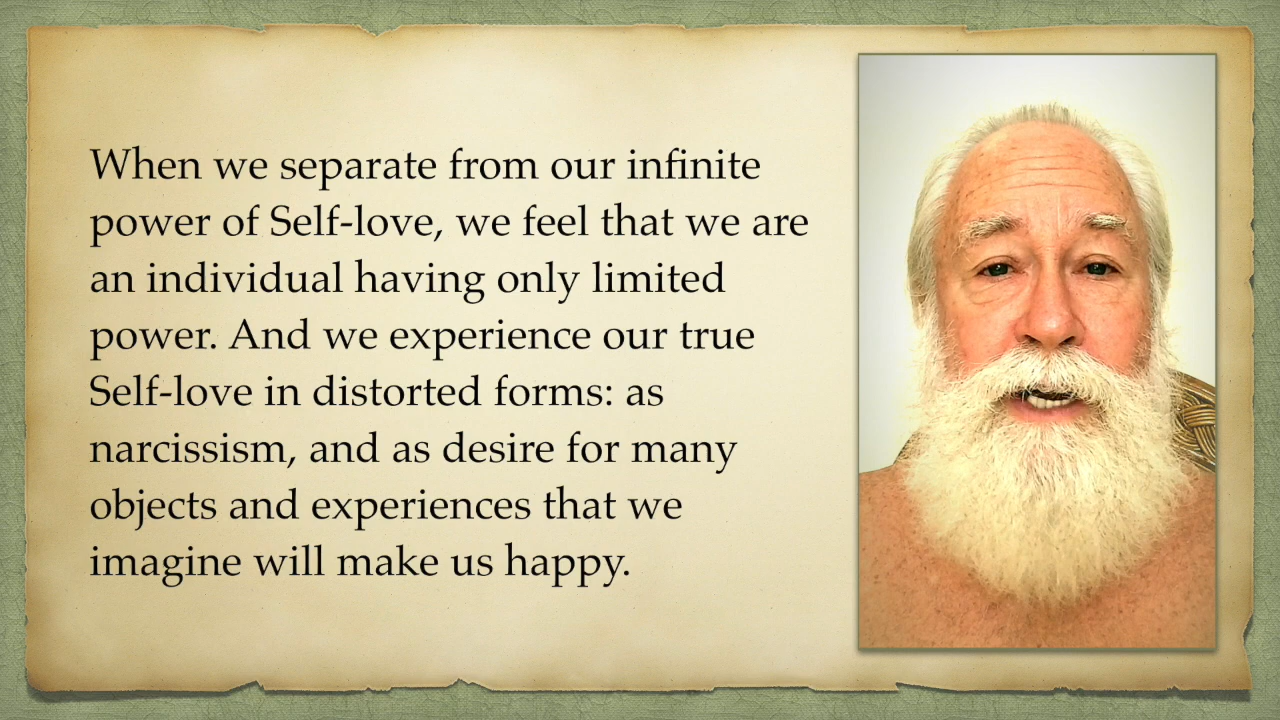 When we separate from our infinite
power of Self-love, we feel that we are
an individual having only limited
power. And we experience our true
Self-love in distorted forms: as
narcissism, and as desire for many
objects and experiences that we
imagine will make us happy.